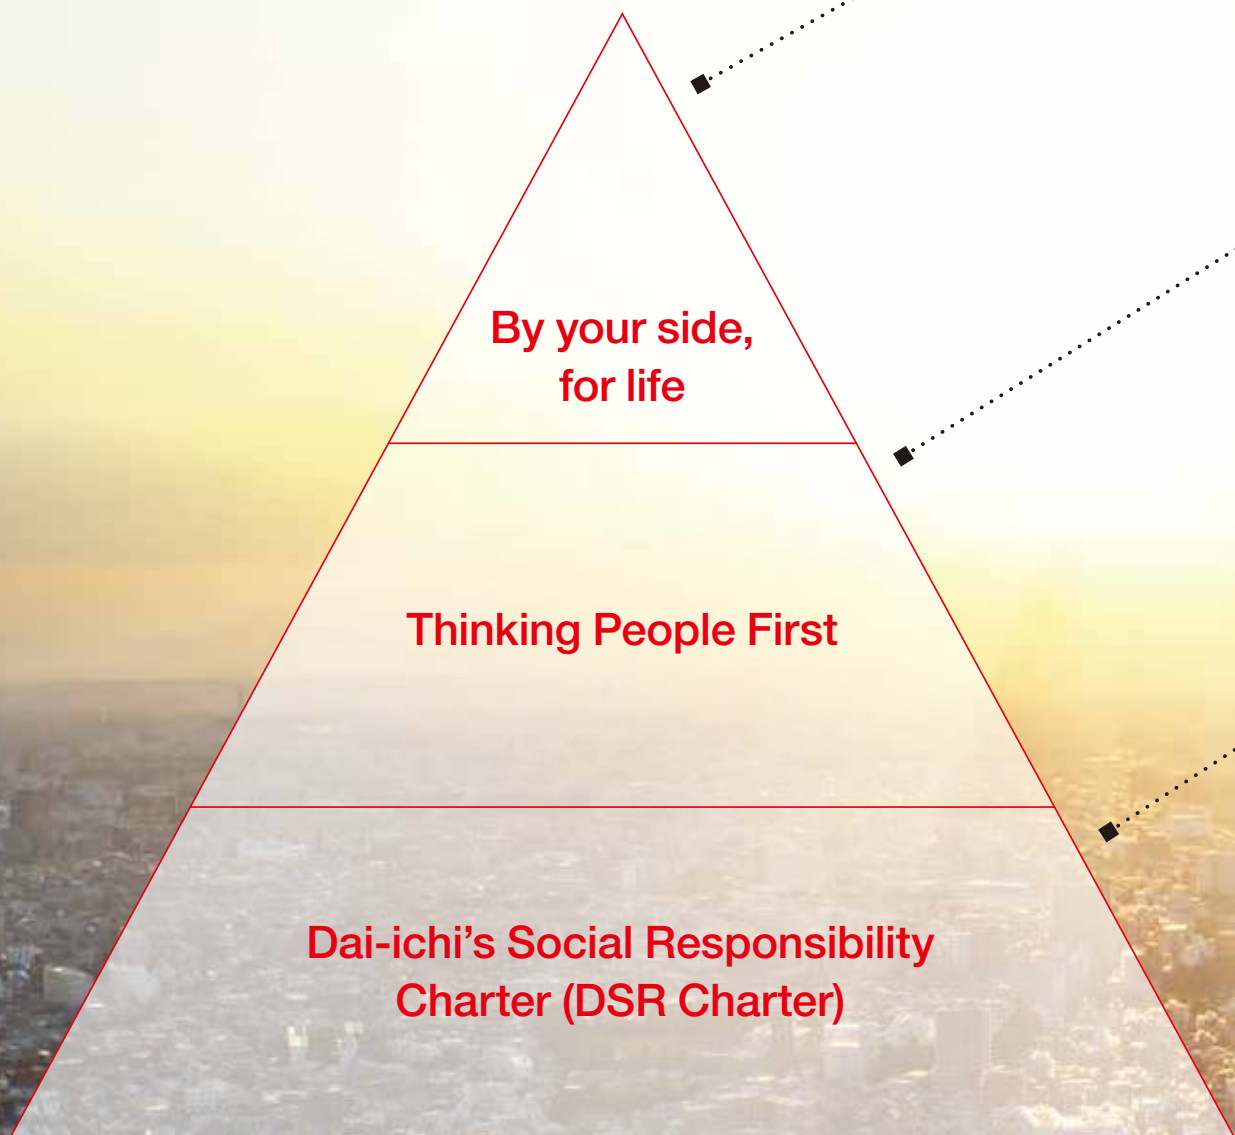 By your side,
for life
Thinking People First
Dai-ichi’s Social Responsibility
Charter (DSR Charter)